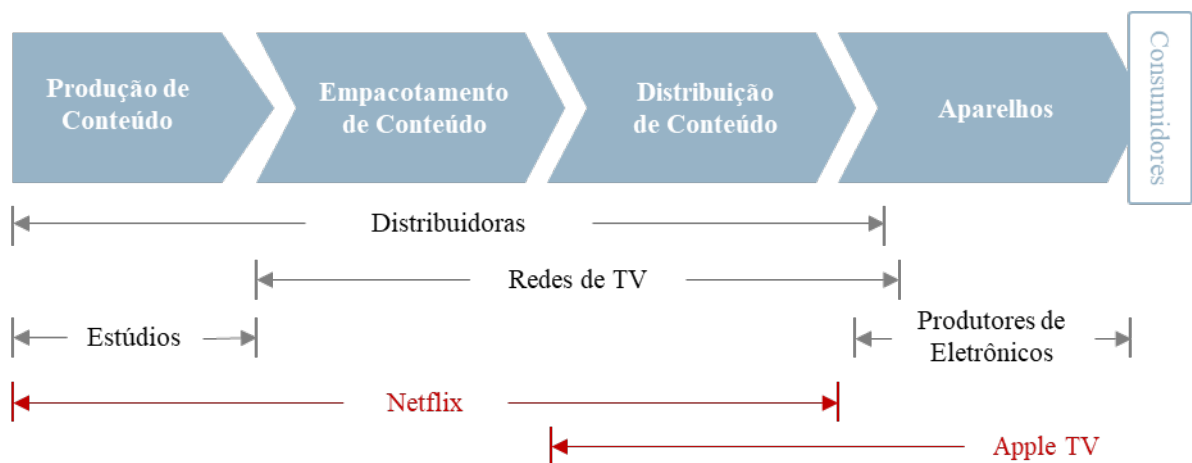 Produção de
Conteúdo
Empacotamento
de Conteúdo
Distribuição
de Conteúdo
Aparelhos
Consumidores
Distribuidoras
Redes de TV
Estúdios
Produtores de
Eletrônicos
Netflix
Apple TV